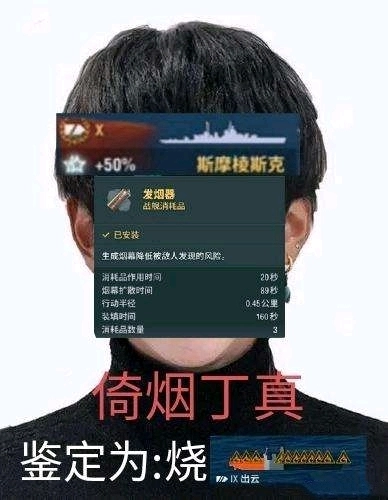 X
+50% 斯摩棱斯克
发烟器
战舰消耗品
✓ 已安装
生成烟幕降低被敌人发现的风险。
消耗品作用时间 20秒
烟幕扩散时间 89秒
行动半径 0.45公里
装填时间 160秒
消耗品数量 3
倚烟丁真
鉴定为:烧
IX 出云